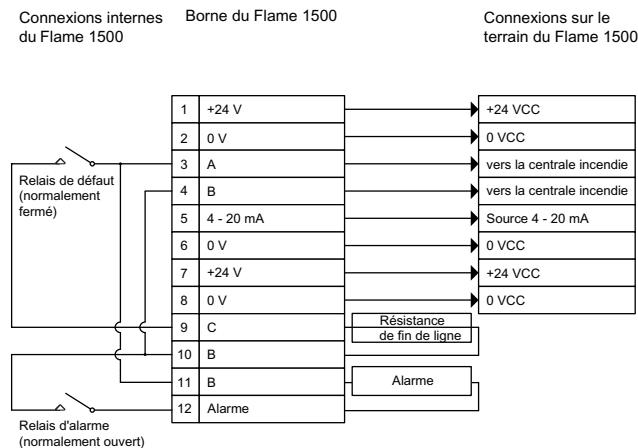 Connexions internes
du Flame 1500
Borne du Flame 1500
Connexions sur le
terrain du Flame 1500
1 +24 V +24 VCC
2 0 V 0 VCC
3 A vers la centrale incendie
4 B vers la centrale incendie
5 4 - 20 mA Source 4 - 20 mA
6 0 V 0 VCC
7 +24 V +24 VCC
8 0 V 0 VCC
9 C
10 B
11 B
12 Alarme
Relais de défaut
(normalement
fermé)
Résistance
de fin de ligne
Alarme
Relais d'alarme
(normalement ouvert)